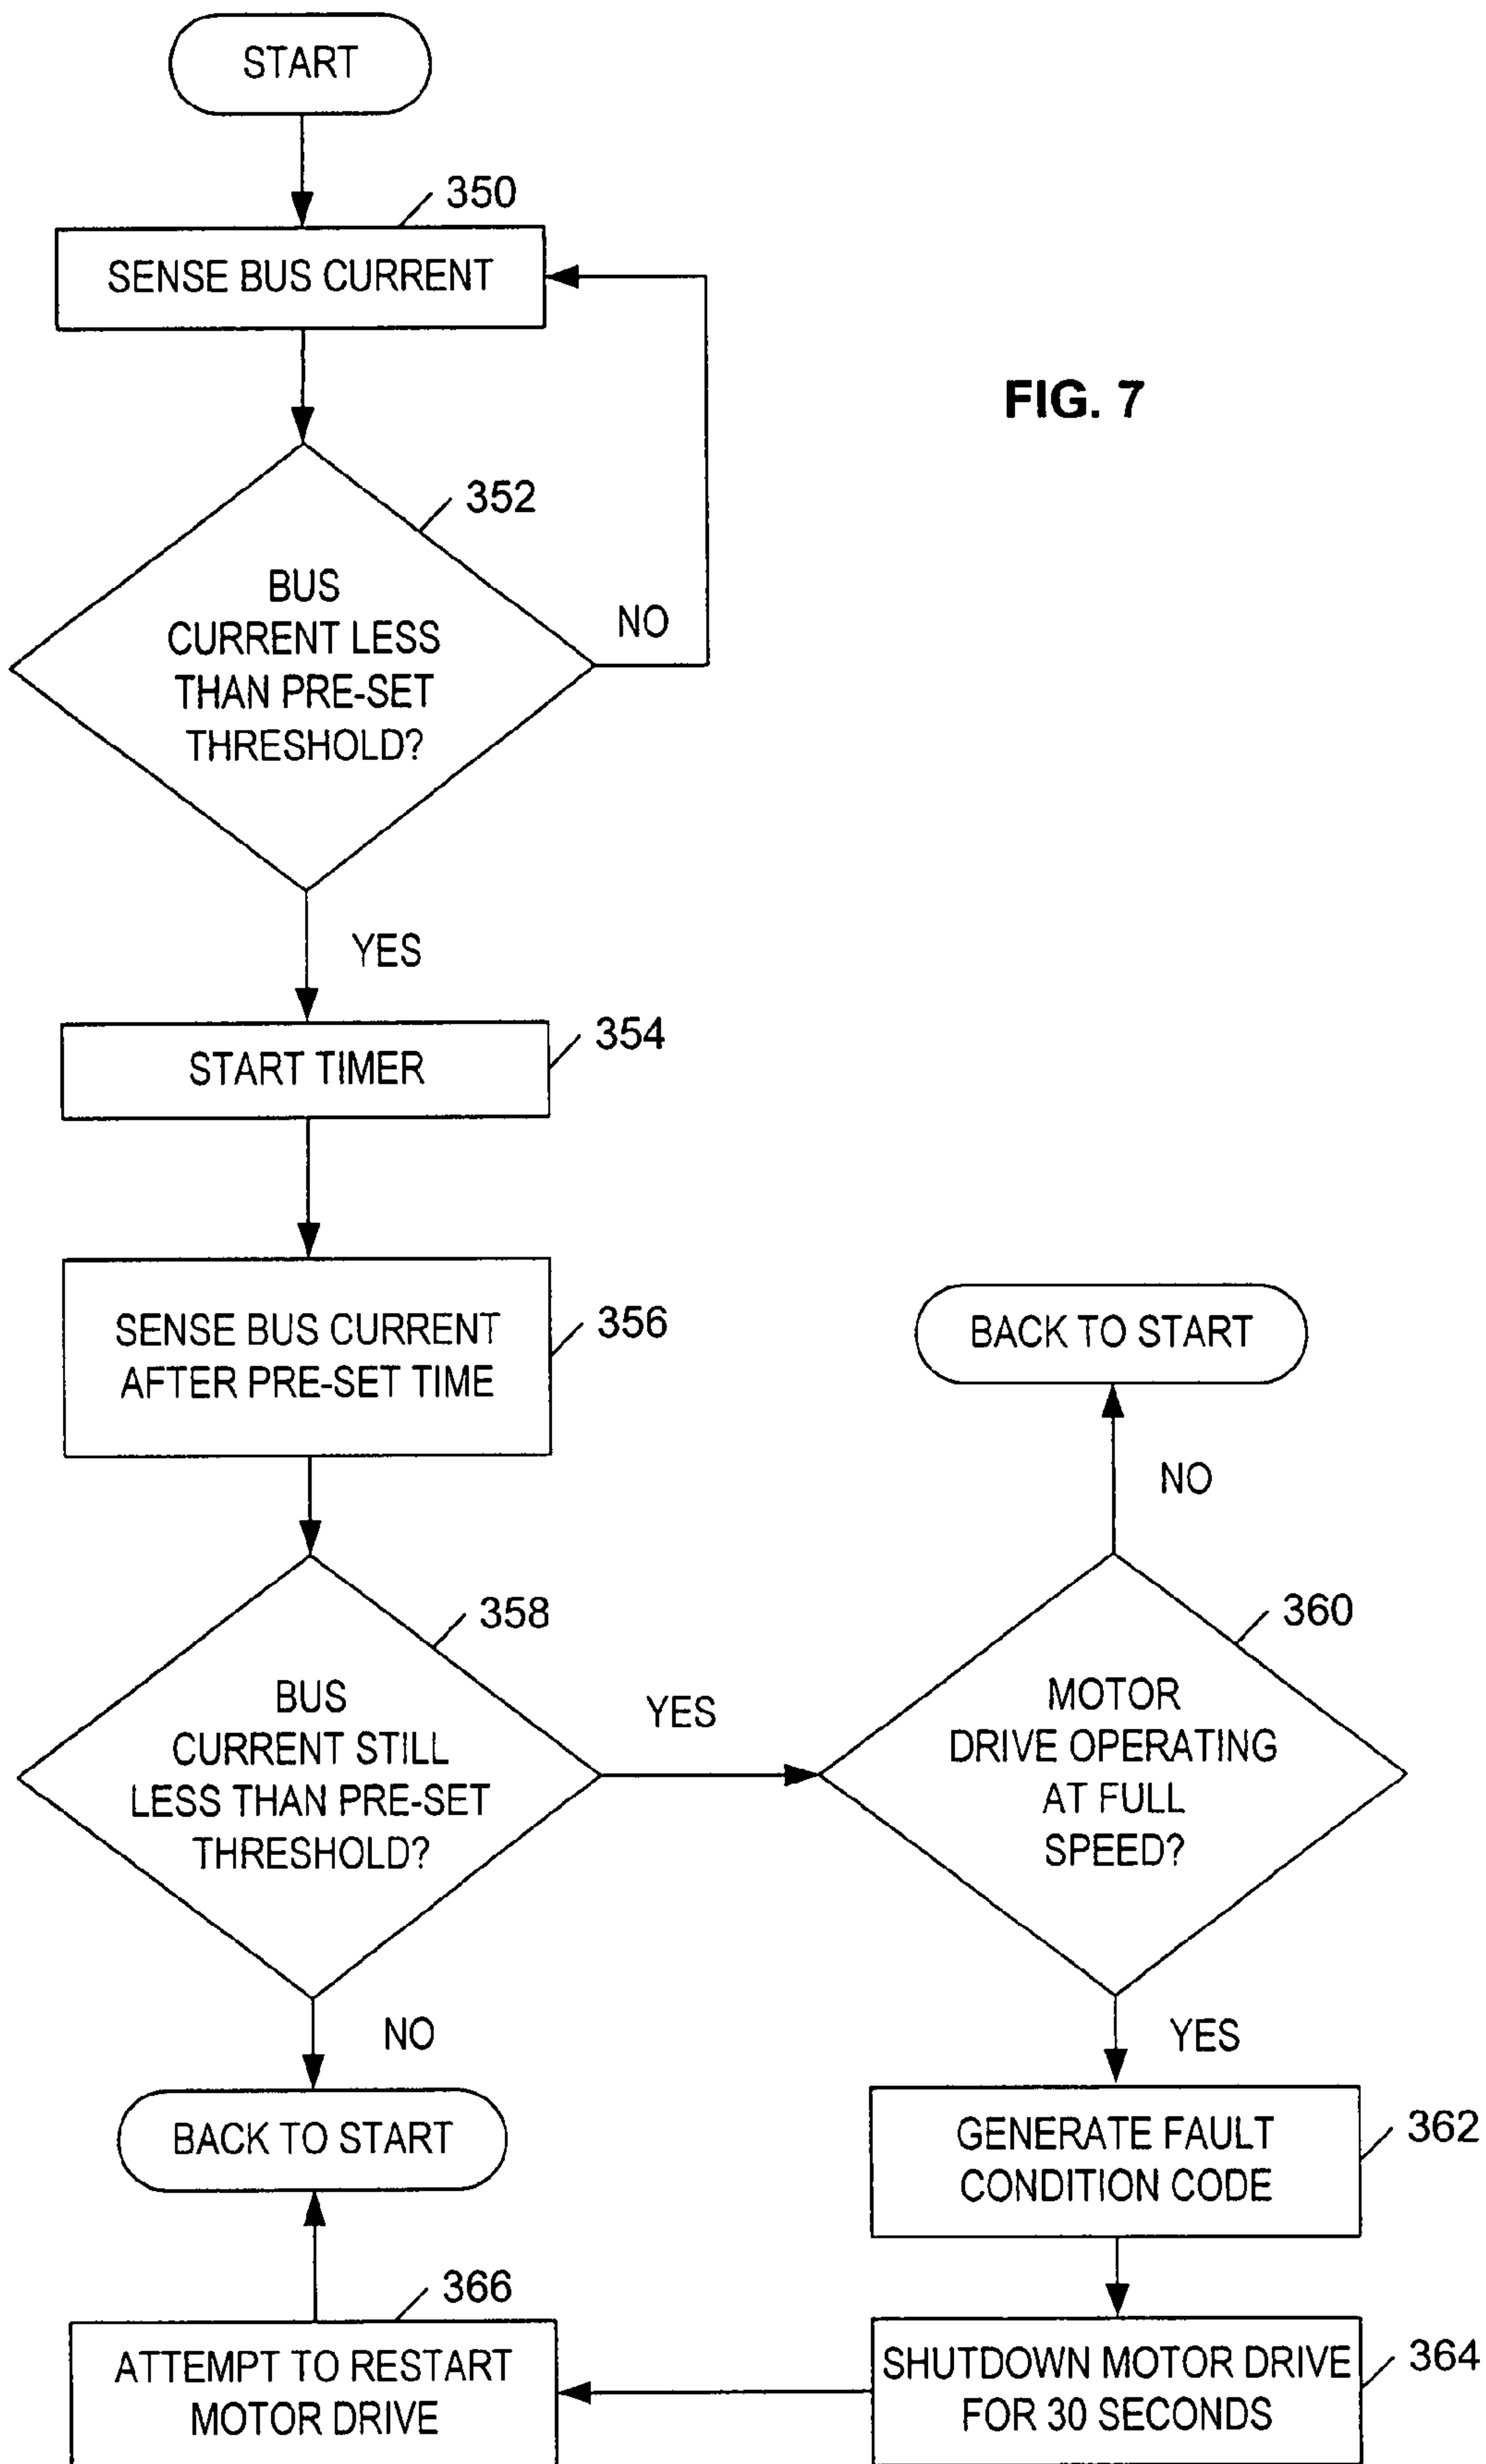 START
350
SENSE BUS CURRENT
FIG. 7
352
BUS
CURRENT LESS
THAN PRE-SET
THRESHOLD?
NO
YES
354
START TIMER
356
SENSE BUS CURRENT
AFTER PRE-SET TIME
358
BUS
CURRENT STILL
LESS THAN PRE-SET
THRESHOLD?
YES
NO
BACK TO START
BACK TO START
NO
360
MOTOR
DRIVE OPERATING
AT FULL
SPEED?
YES
GENERATE FAULT
CONDITION CODE
362
SHUTDOWN MOTOR DRIVE
FOR 30 SECONDS
364
366
ATTEMPT TO RESTART
MOTOR DRIVE